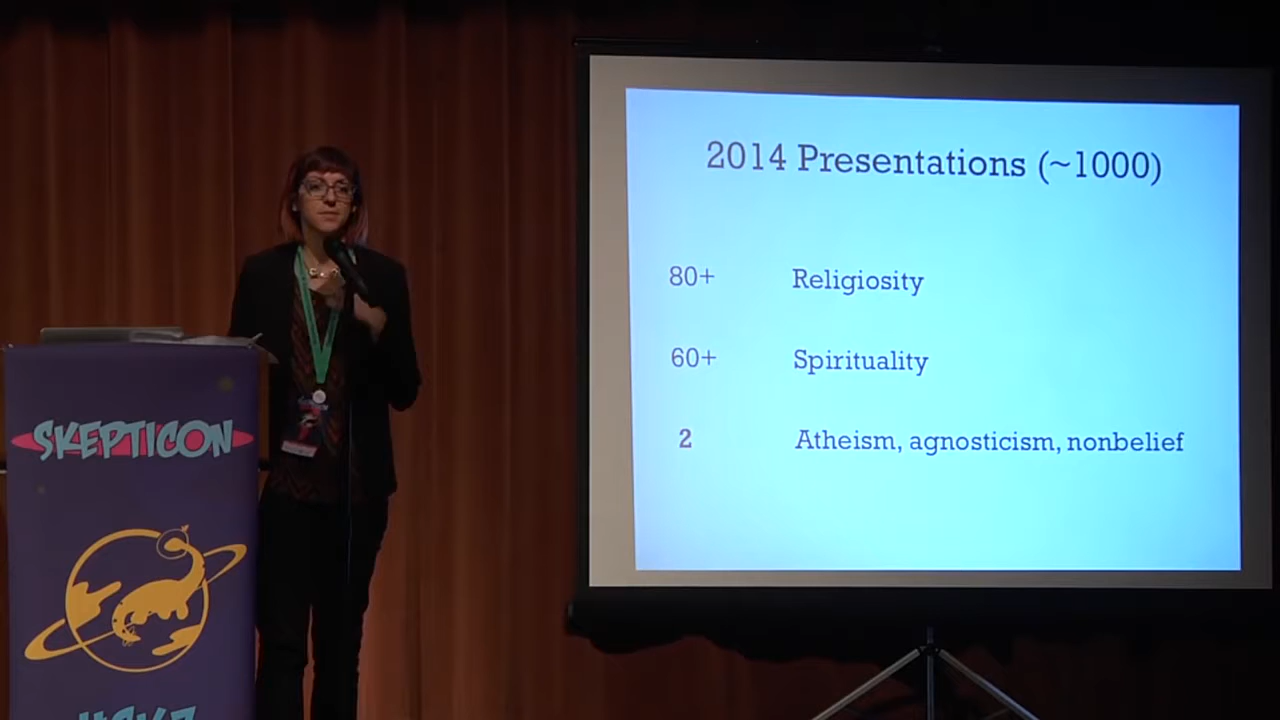 2014 Presentations (~1000)
80+ Religiosity
60+ Spirituality
2 Atheism, agnosticism, nonbelief
SKEPTICON